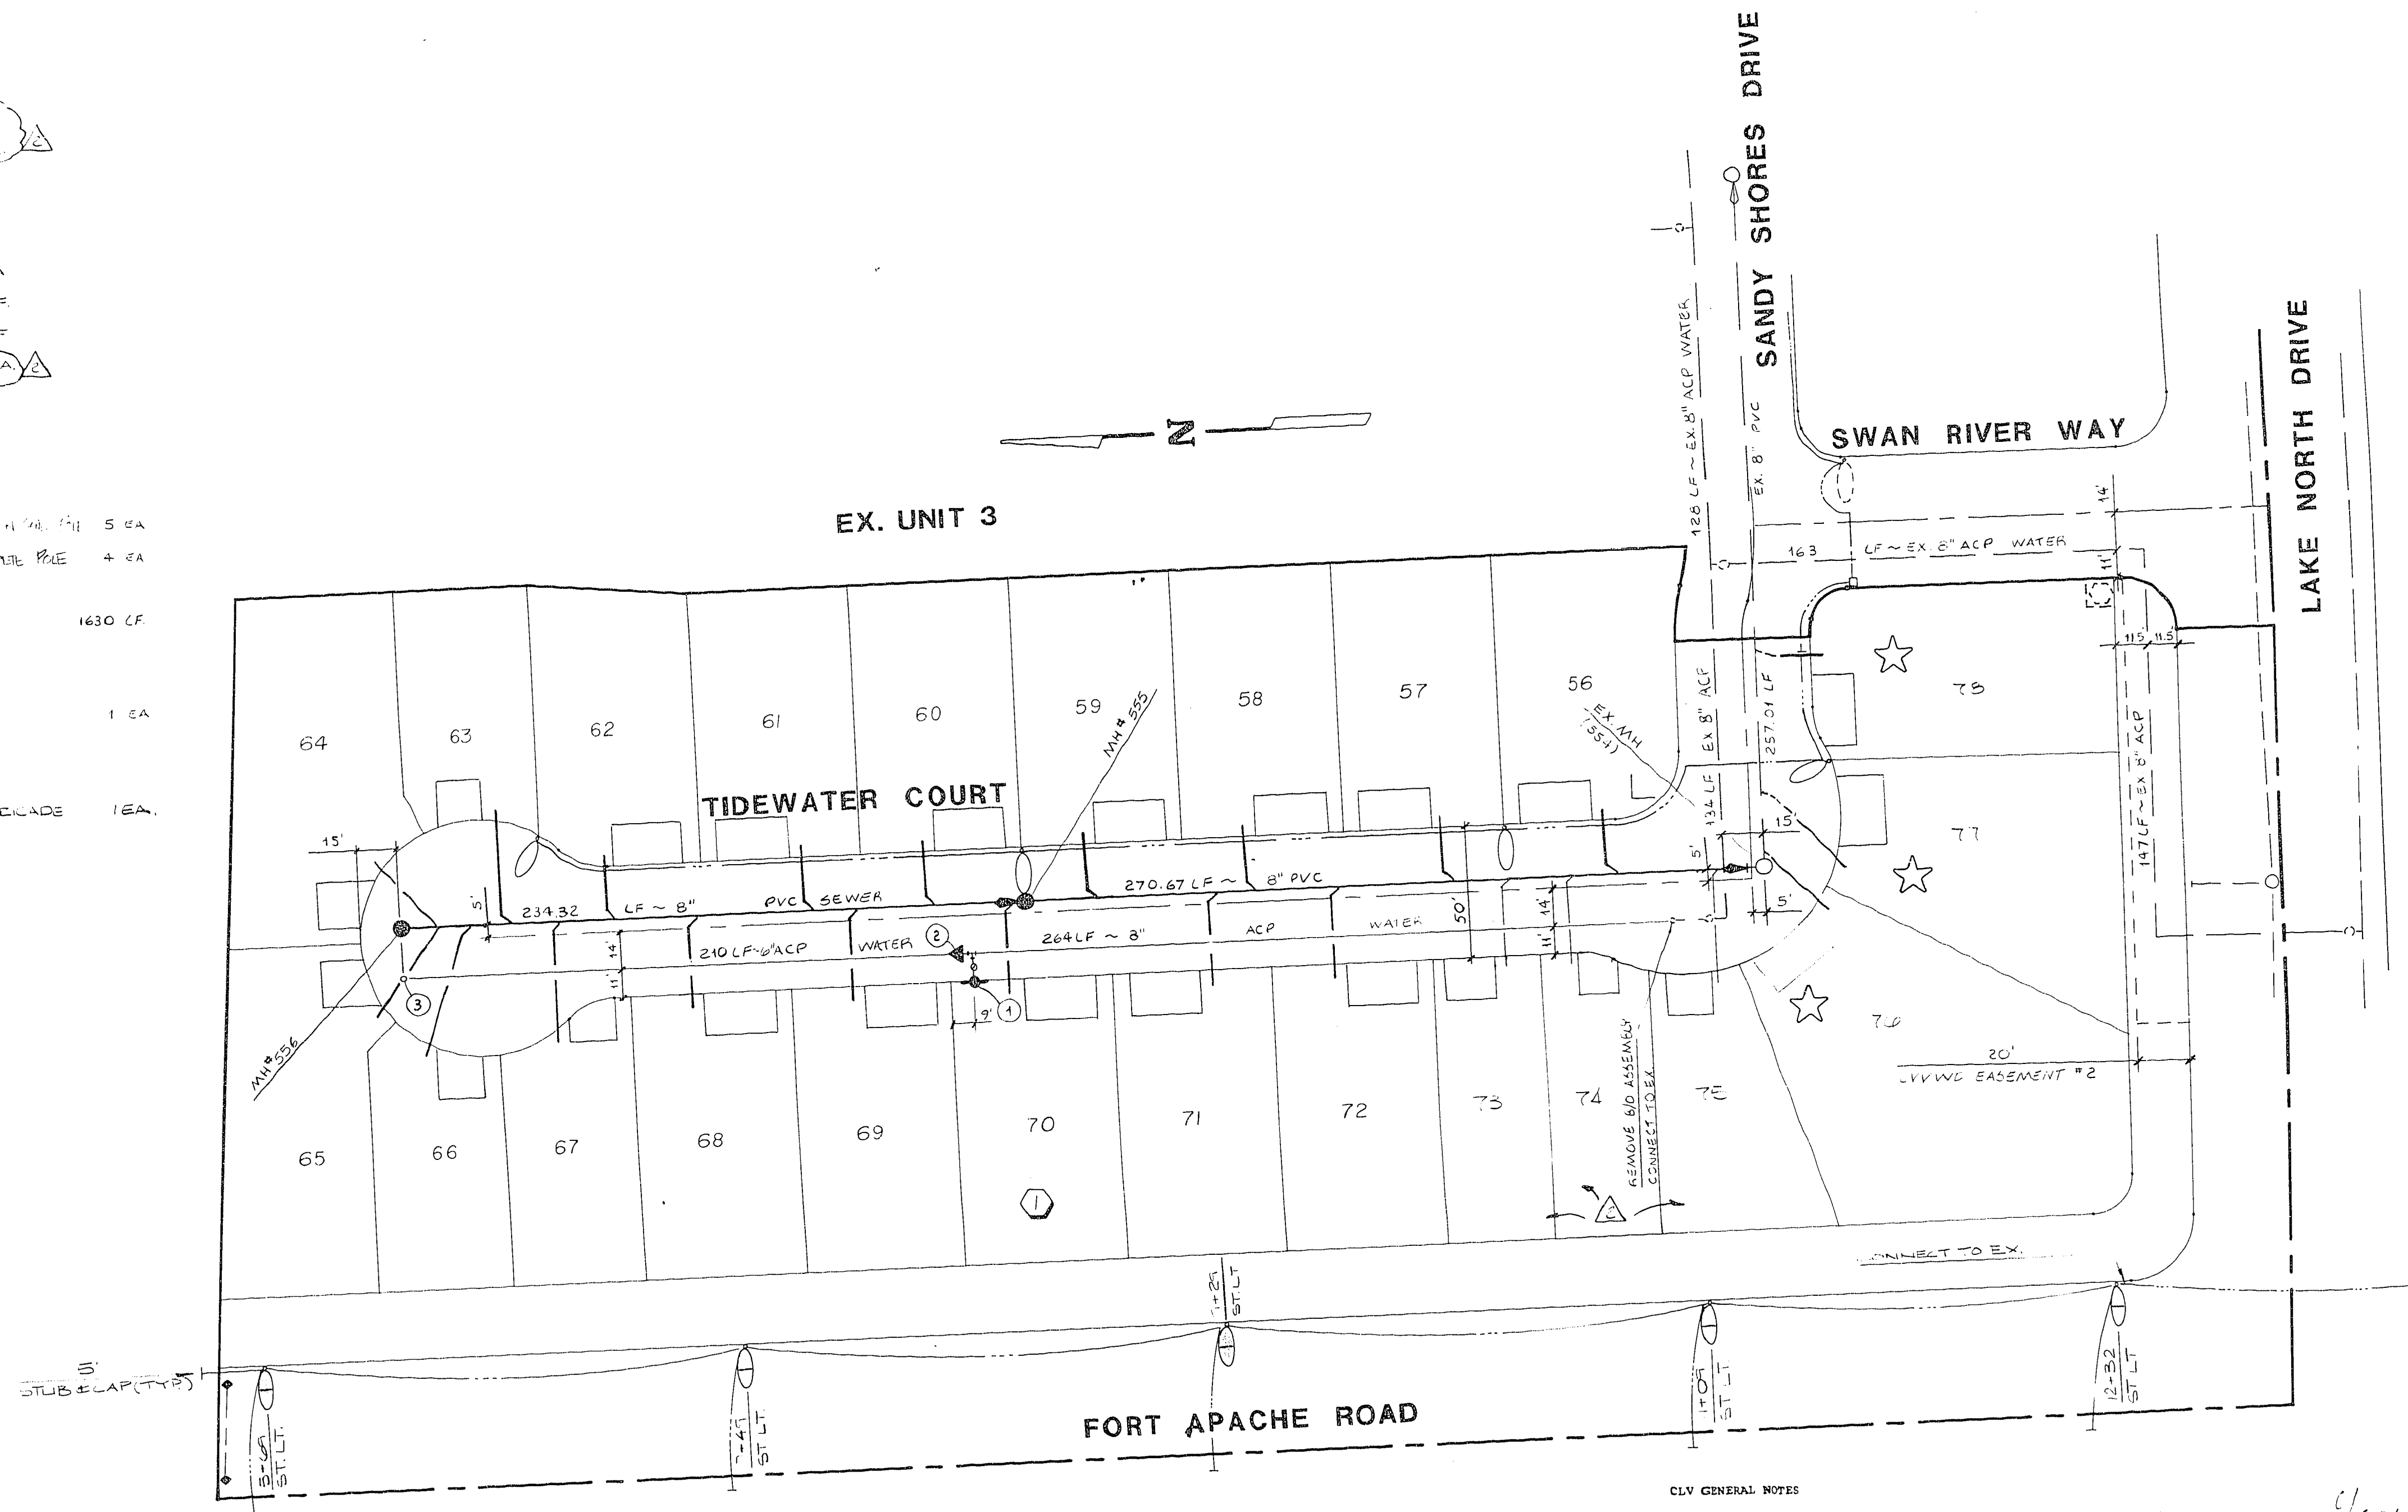 SANDY SHORES DRIVE
LAKE NORTH DRIVE
SWAN RIVER WAY
128 LF ~ EX. 8" ACP WATER
EX. 8" PVC
163 LF ~ EX. 8" ACP WATER
14'
11'
N
EX. UNIT 3
5 EA
POLE 4 EA
1630 LF.
1 EA
1 EA.
2
2
64
63
62
61
60
59
58
57
56
78
77
76
TIDEWATER COURT
MH# 555
EX. MH
(554)
134 LF EX 8" ACP
257.01 LF
147 LF ~ EX 8" ACP
11.5' 11.5'
15'
5'
15'
5'
5'
234.32 LF ~ 8" PVC SEWER
270.67 LF ~ 8" PVC
210 LF ~ 6" ACP WATER
264 LF ~ 8" ACP WATER
14'
11'
50'
14'
11'
9'
1
2
3
MH# 556
65
66
67
68
69
70
71
72
73
74
75
1
2
REMOVE B/O ASSEMBLY
CONNECT TO EX.
20'
EASEMENT #2
CONNECT TO EX.
5'
STUB & CAP (TYP)
ST. LT.
ST LT.
ST. LT
ST LT
12+32
ST LT
FORT APACHE ROAD
CLV GENERAL NOTES